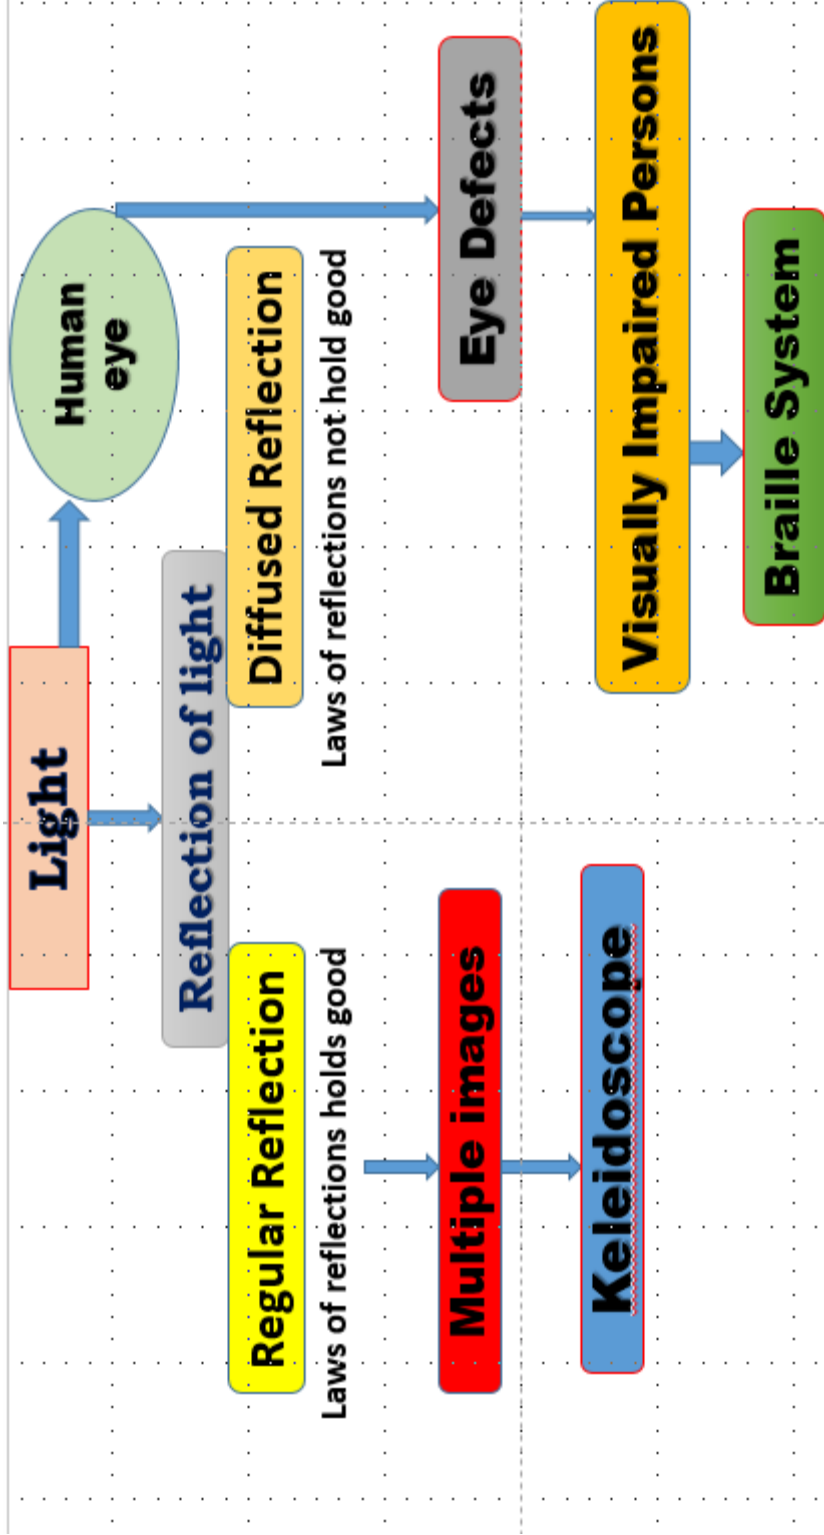 Light
Human
eye
Reflection of light
Regular Reflection
Diffused Reflection
Laws of reflections holds good
Laws of reflections not hold good
Multiple images
Eye Defects
Keleidoscope
Visually Impaired Persons
Braille System